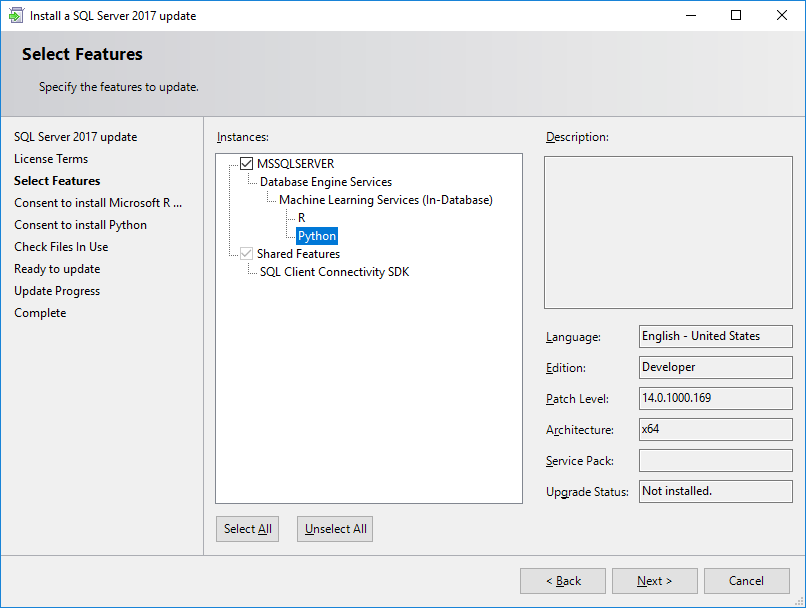 Install a SQL Server 2017 update
Select Features
Specify the features to update.
SQL Server 2017 update
License Terms
Select Features
Consent to install Microsoft R ...
Consent to install Python
Check Files In Use
Ready to update
Update Progress
Complete
Instances:
MSSQLSERVER
Database Engine Services
Machine Learning Services (In-Database)
R
Python
Shared Features
SQL Client Connectivity SDK
Select All
Unselect All
Description:
Language: English - United States
Edition: Developer
Patch Level: 14.0.1000.169
Architecture: x64
Service Pack:
Upgrade Status: Not installed.
< Back
Next >
Cancel